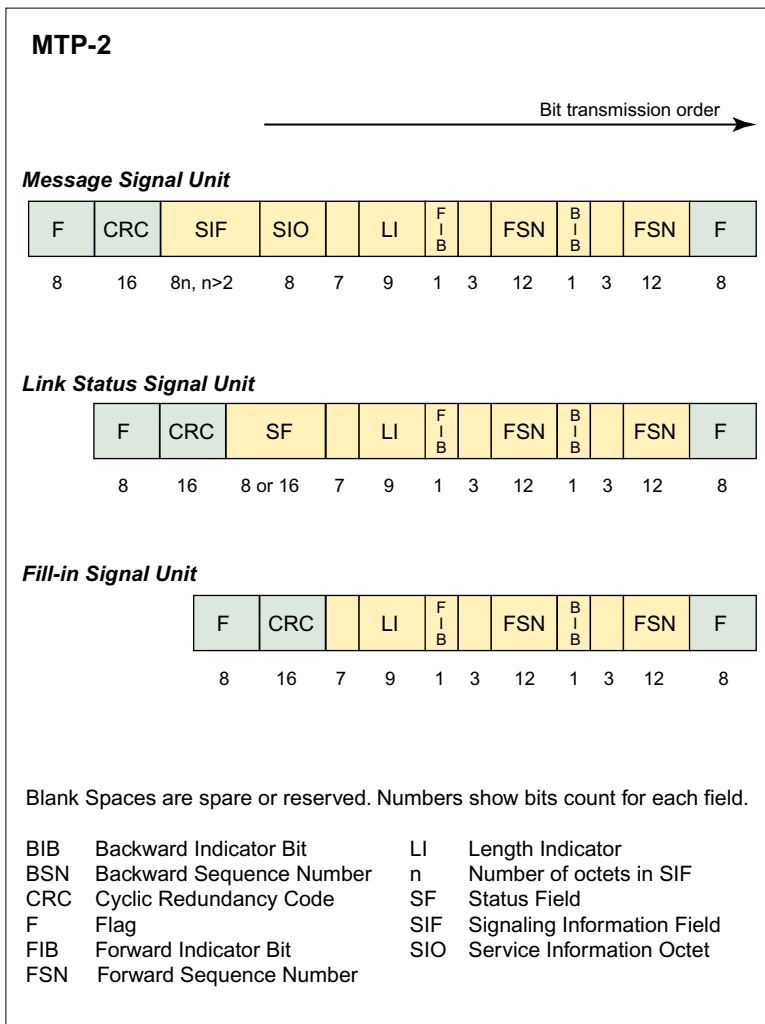 MTP-2
Bit transmission order
Message Signal Unit
F CRC SIF SIO LI FIB FSN BIB FSN F
8 16 8n, n>2 8 7 9 1 3 12 1 3 12 8
Link Status Signal Unit
F CRC SF LI FIB FSN BIB FSN F
8 16 8 or 16 7 9 1 3 12 1 3 12 8
Fill-in Signal Unit
F CRC LI FIB FSN BIB FSN F
8 16 7 9 1 3 12 1 3 12 8
Blank Spaces are spare or reserved. Numbers show bits count for each field.
BIB Backward Indicator Bit
BSN Backward Sequence Number
CRC Cyclic Redundancy Code
F Flag
FIB Forward Indicator Bit
FSN Forward Sequence Number
LI Length Indicator
n Number of octets in SIF
SF Status Field
SIF Signaling Information Field
SIO Service Information Octet